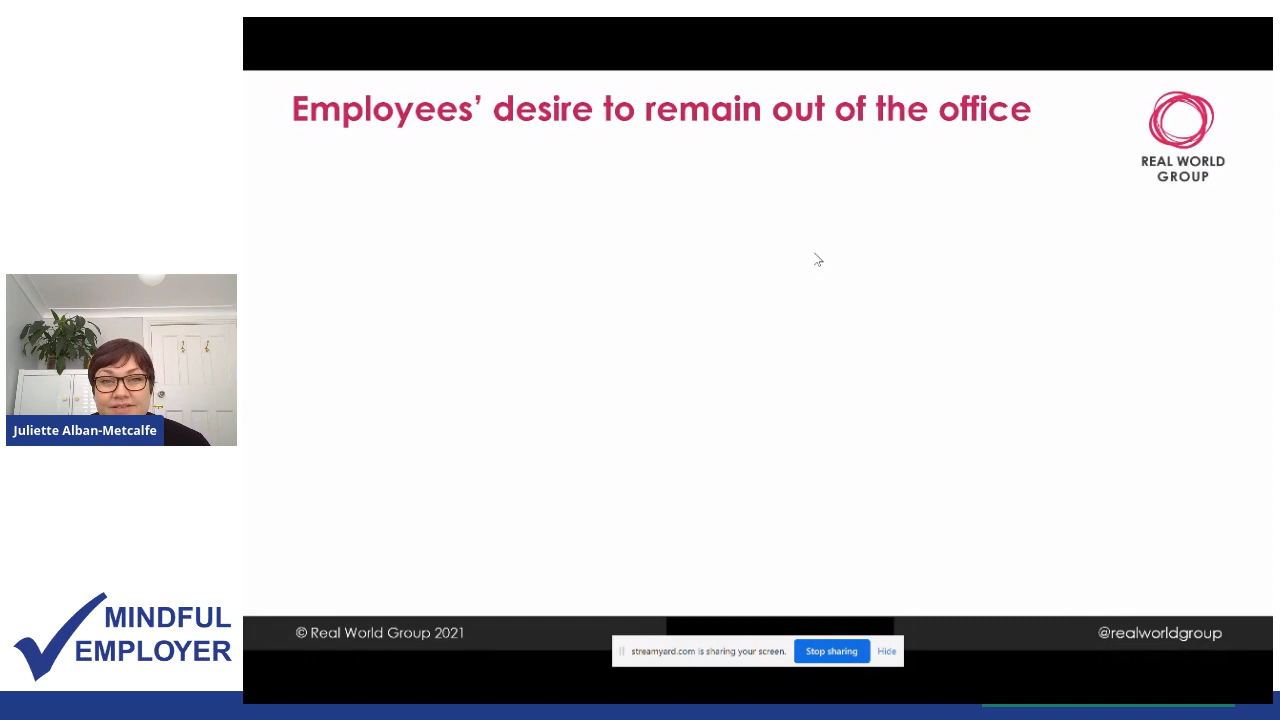 Employees’ desire to remain out of the office
REAL WORLD
GROUP
Juliette Alban-Metcalfe
MINDFUL
EMPLOYER
© Real World Group 2021
@realworldgroup
streamyard.com is sharing your screen.
Stop sharing
Hide